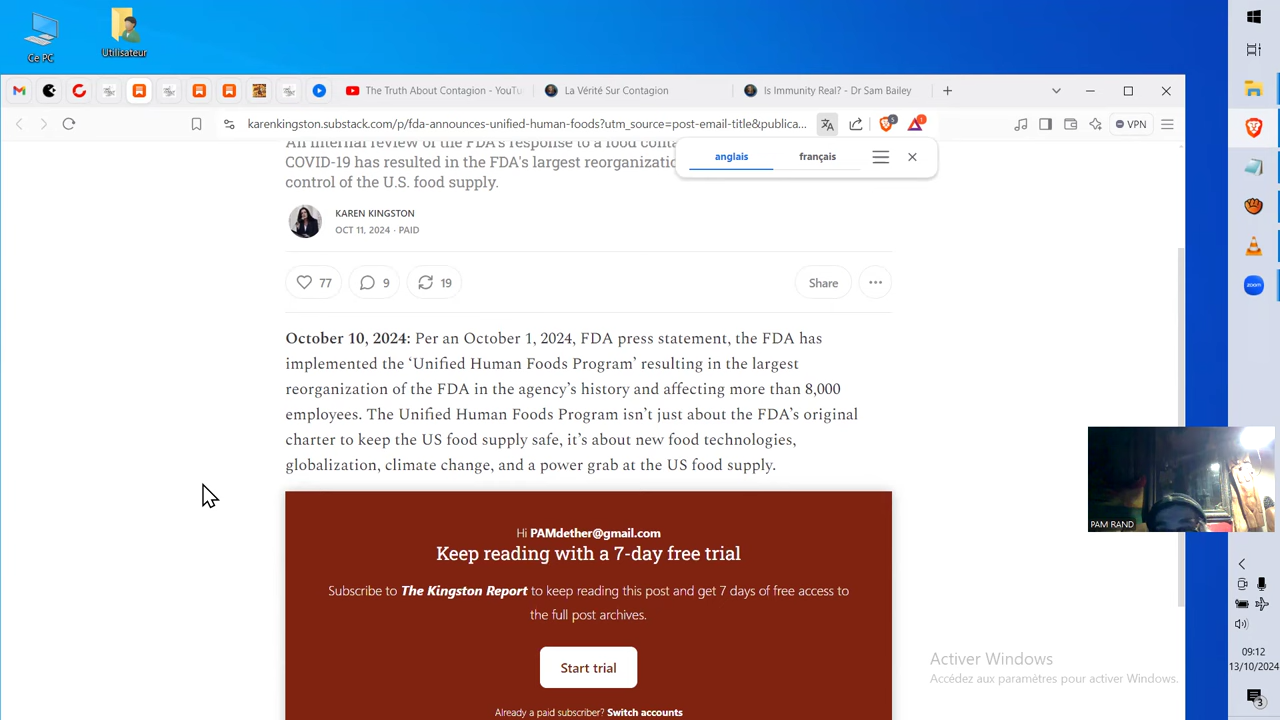 Ce PC
Utilisateur
The Truth About Contagion - YouTu
La Vérité Sur Contagion
Is Immunity Real? - Dr Sam Bailey
karenkingston.substack.com/p/fda-announces-unified-human-foods?utm_source=post-email-title&publica...
VPN
An internal review of the FDA's response to a food conta
COVID-19 has resulted in the FDA's largest reorganizatio
control of the U.S. food supply.
anglais
français
KAREN KINGSTON
OCT 11, 2024 · PAID
77
9
19
Share
October 10, 2024: Per an October 1, 2024, FDA press statement, the FDA has
implemented the ‘Unified Human Foods Program’ resulting in the largest
reorganization of the FDA in the agency’s history and affecting more than 8,000
employees. The Unified Human Foods Program isn’t just about the FDA’s original
charter to keep the US food supply safe, it’s about new food technologies,
globalization, climate change, and a power grab at the US food supply.
Hi PAMdether@gmail.com
Keep reading with a 7-day free trial
Subscribe to The Kingston Report to keep reading this post and get 7 days of free access to
the full post archives.
Start trial
Already a paid subscriber? Switch accounts
PAM RAND
Activer Windows
Accédez aux paramètres pour activer Windows.
zoom
09:12
13/10/2024
3